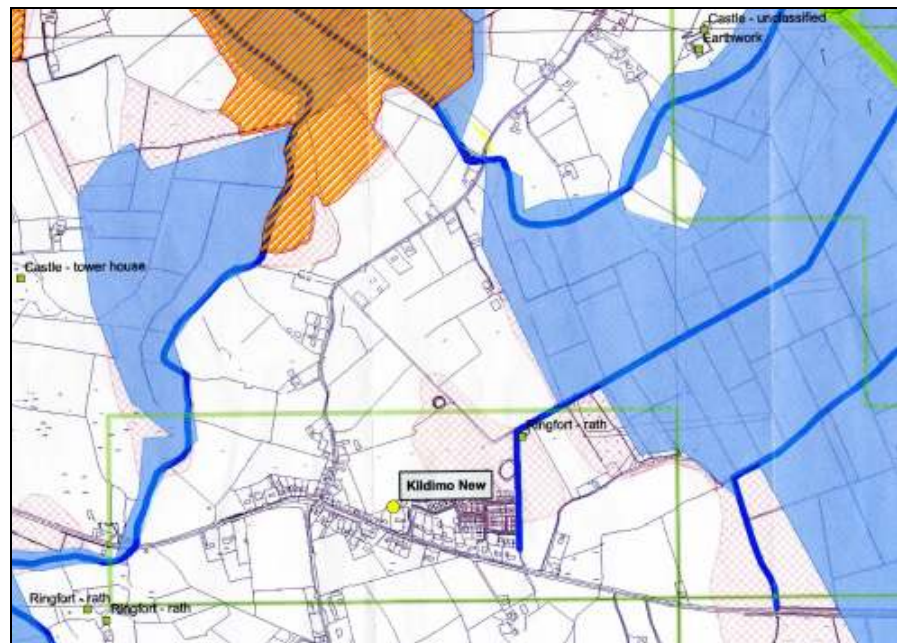 Castle - unclassified
Earthwork
Castle - tower house
Ringfort - rath
Kildimo New
Ringfort - rath
Ringfort - rath